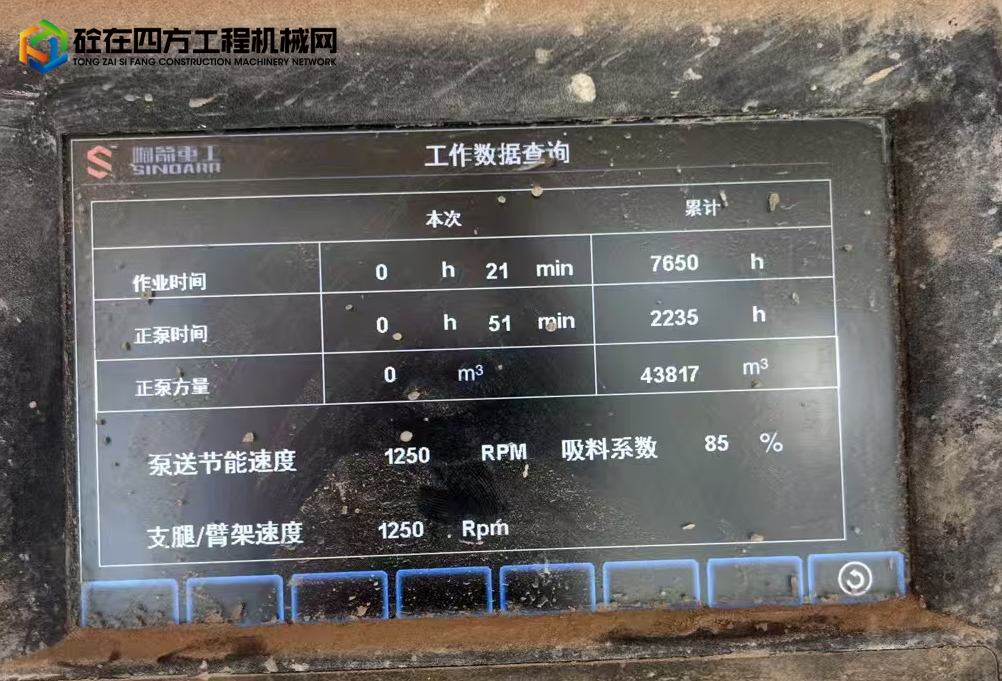 砼在四方工程机械网
TONG ZAI SI FANG CONSTRUCTION MACHINERY NETWORK
SINOARR
工作数据查询
本次 累计
作业时间 0 h 21 min 7650 h
正泵时间 0 h 51 min 2235 h
正泵方量 0 m³ 43817 m³
泵送节能速度 1250 RPM 吸料系数 85 %
支腿/臂架速度 1250 Rpm